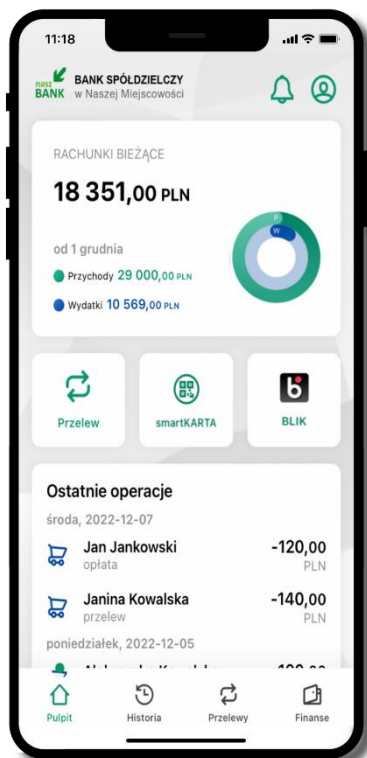 11:18
nasz BANK BANK SPÓŁDZIELCZY
w Naszej Miejscowości
RACHUNKI BIEŻĄCE
18 351,00 PLN
od 1 grudnia
Przychody 29 000,00 PLN
Wydatki 10 569,00 PLN
P
W
Przelew
smartKARTA
BLIK
Ostatnie operacje
środa, 2022-12-07
Jan Jankowski -120,00
opłata PLN
Janina Kowalska -140,00
przelew PLN
poniedziałek, 2022-12-05
Pulpit Historia Przelewy Finanse